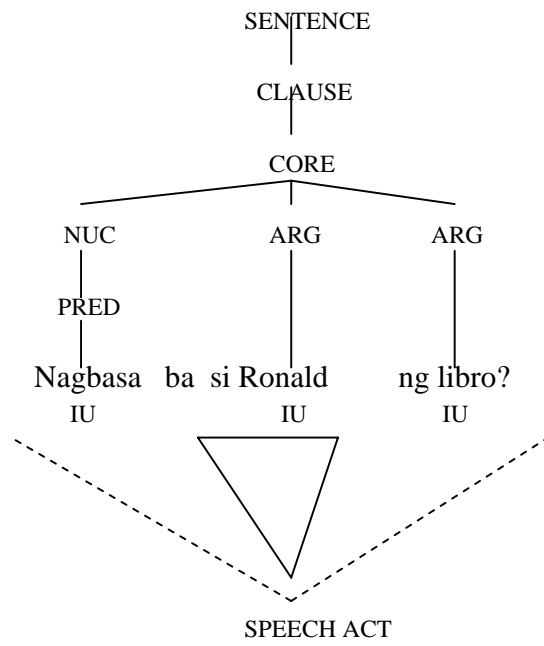 SENTENCE
CLAUSE
CORE
NUC ARG ARG
PRED
Nagbasa ba si Ronald ng libro?
IU IU IU
SPEECH ACT